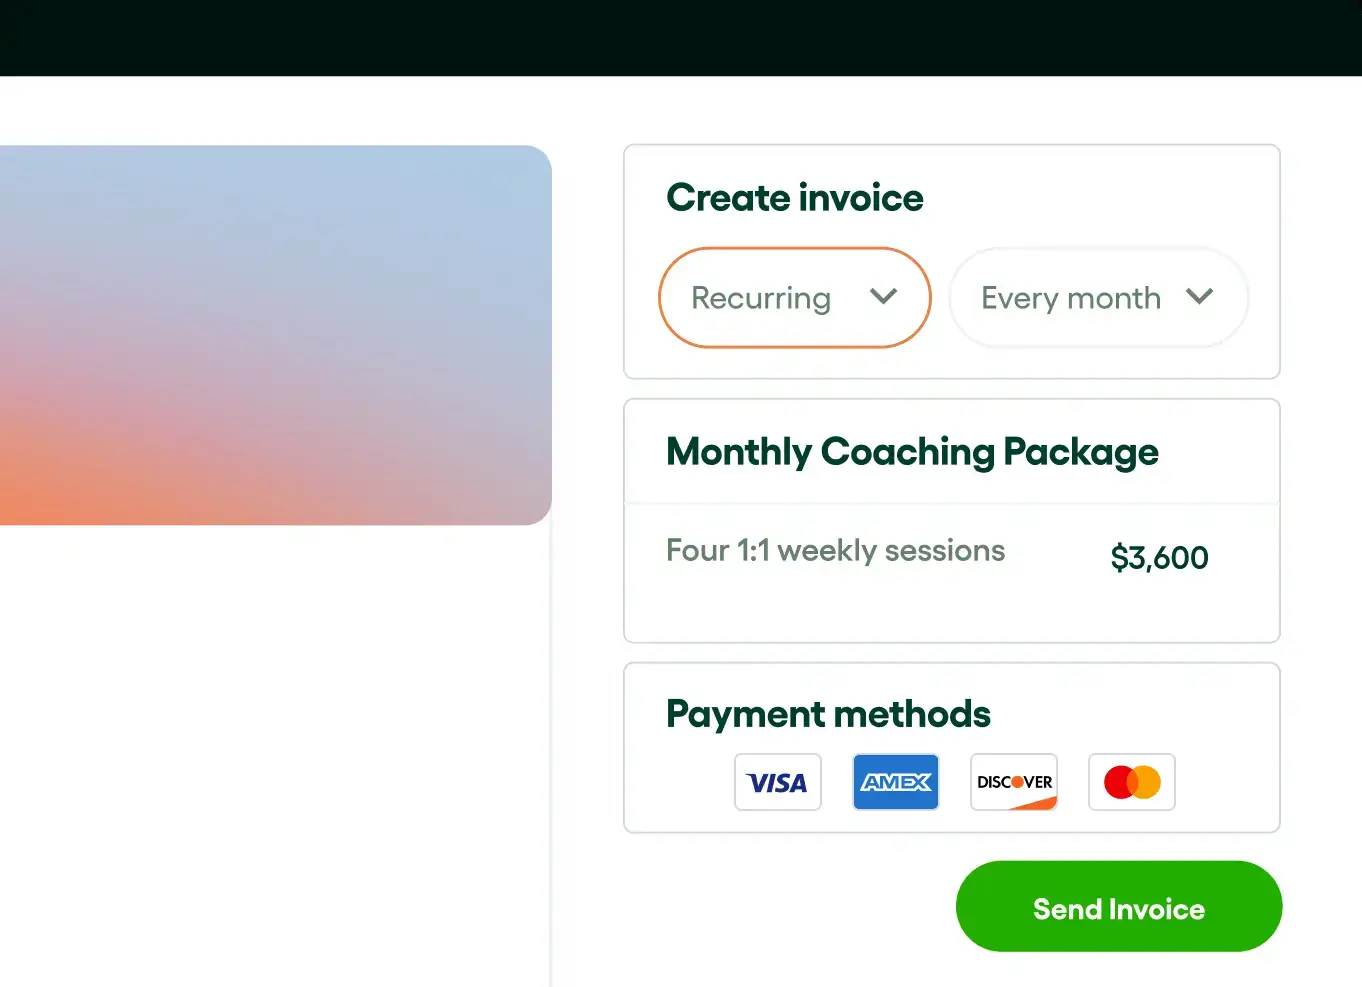 Create invoice
Recurring
Every month
Monthly Coaching Package
Four 1:1 weekly sessions
$3,600
Payment methods
VISA
AMEX
DISCOVER
Send Invoice